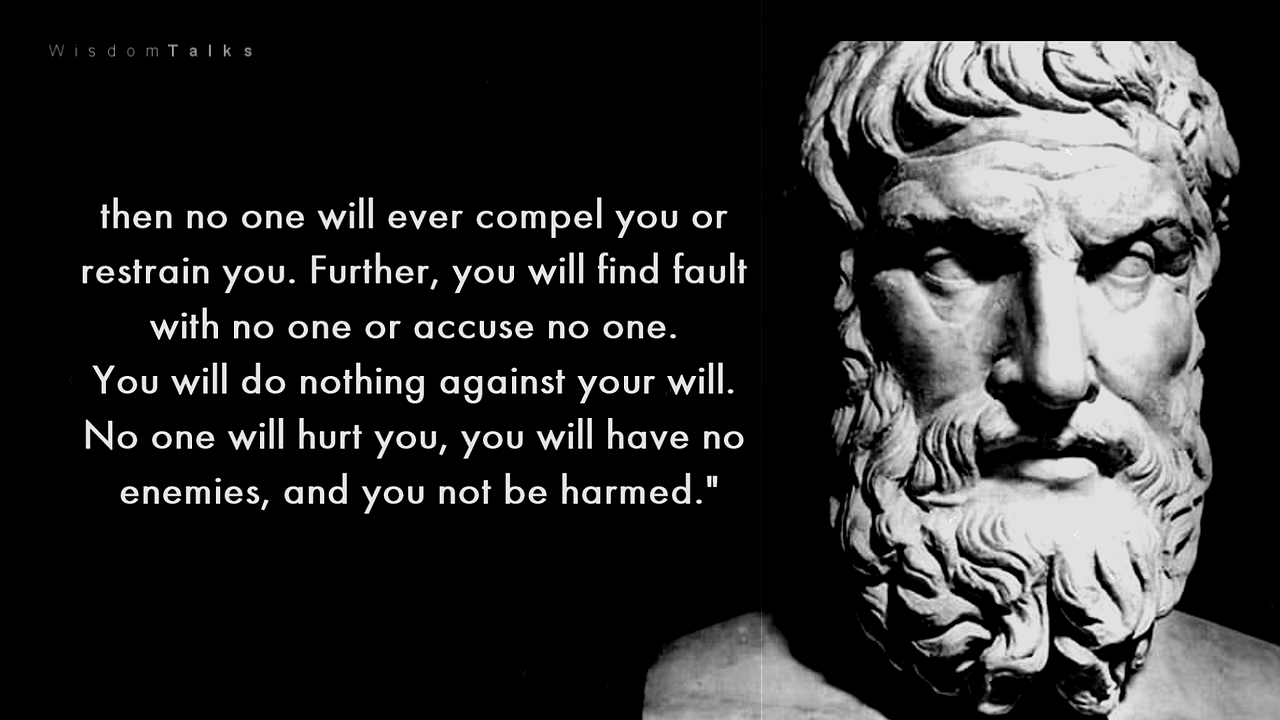 WisdomTalks
then no one will ever compel you or
restrain you. Further, you will find fault
with no one or accuse no one.
You will do nothing against your will.
No one will hurt you, you will have no
enemies, and you not be harmed."